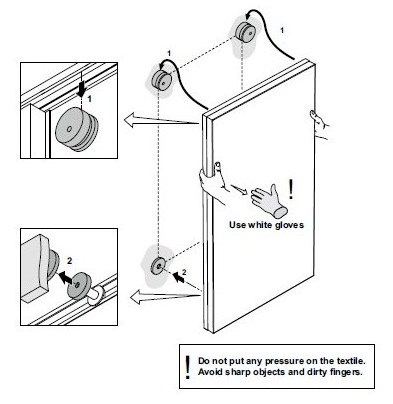 1
1
1
Use white gloves
!
2
2
! Do not put any pressure on the textile.
Avoid sharp objects and dirty fingers.